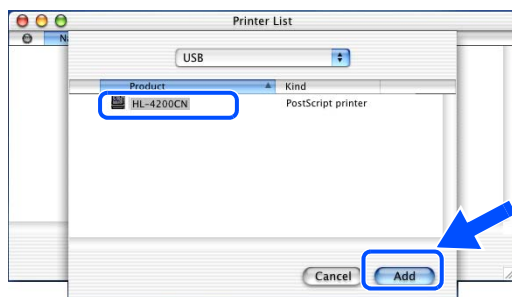 Printer List
N
USB
Product Kind
HL-4200CN PostScript printer
Cancel Add